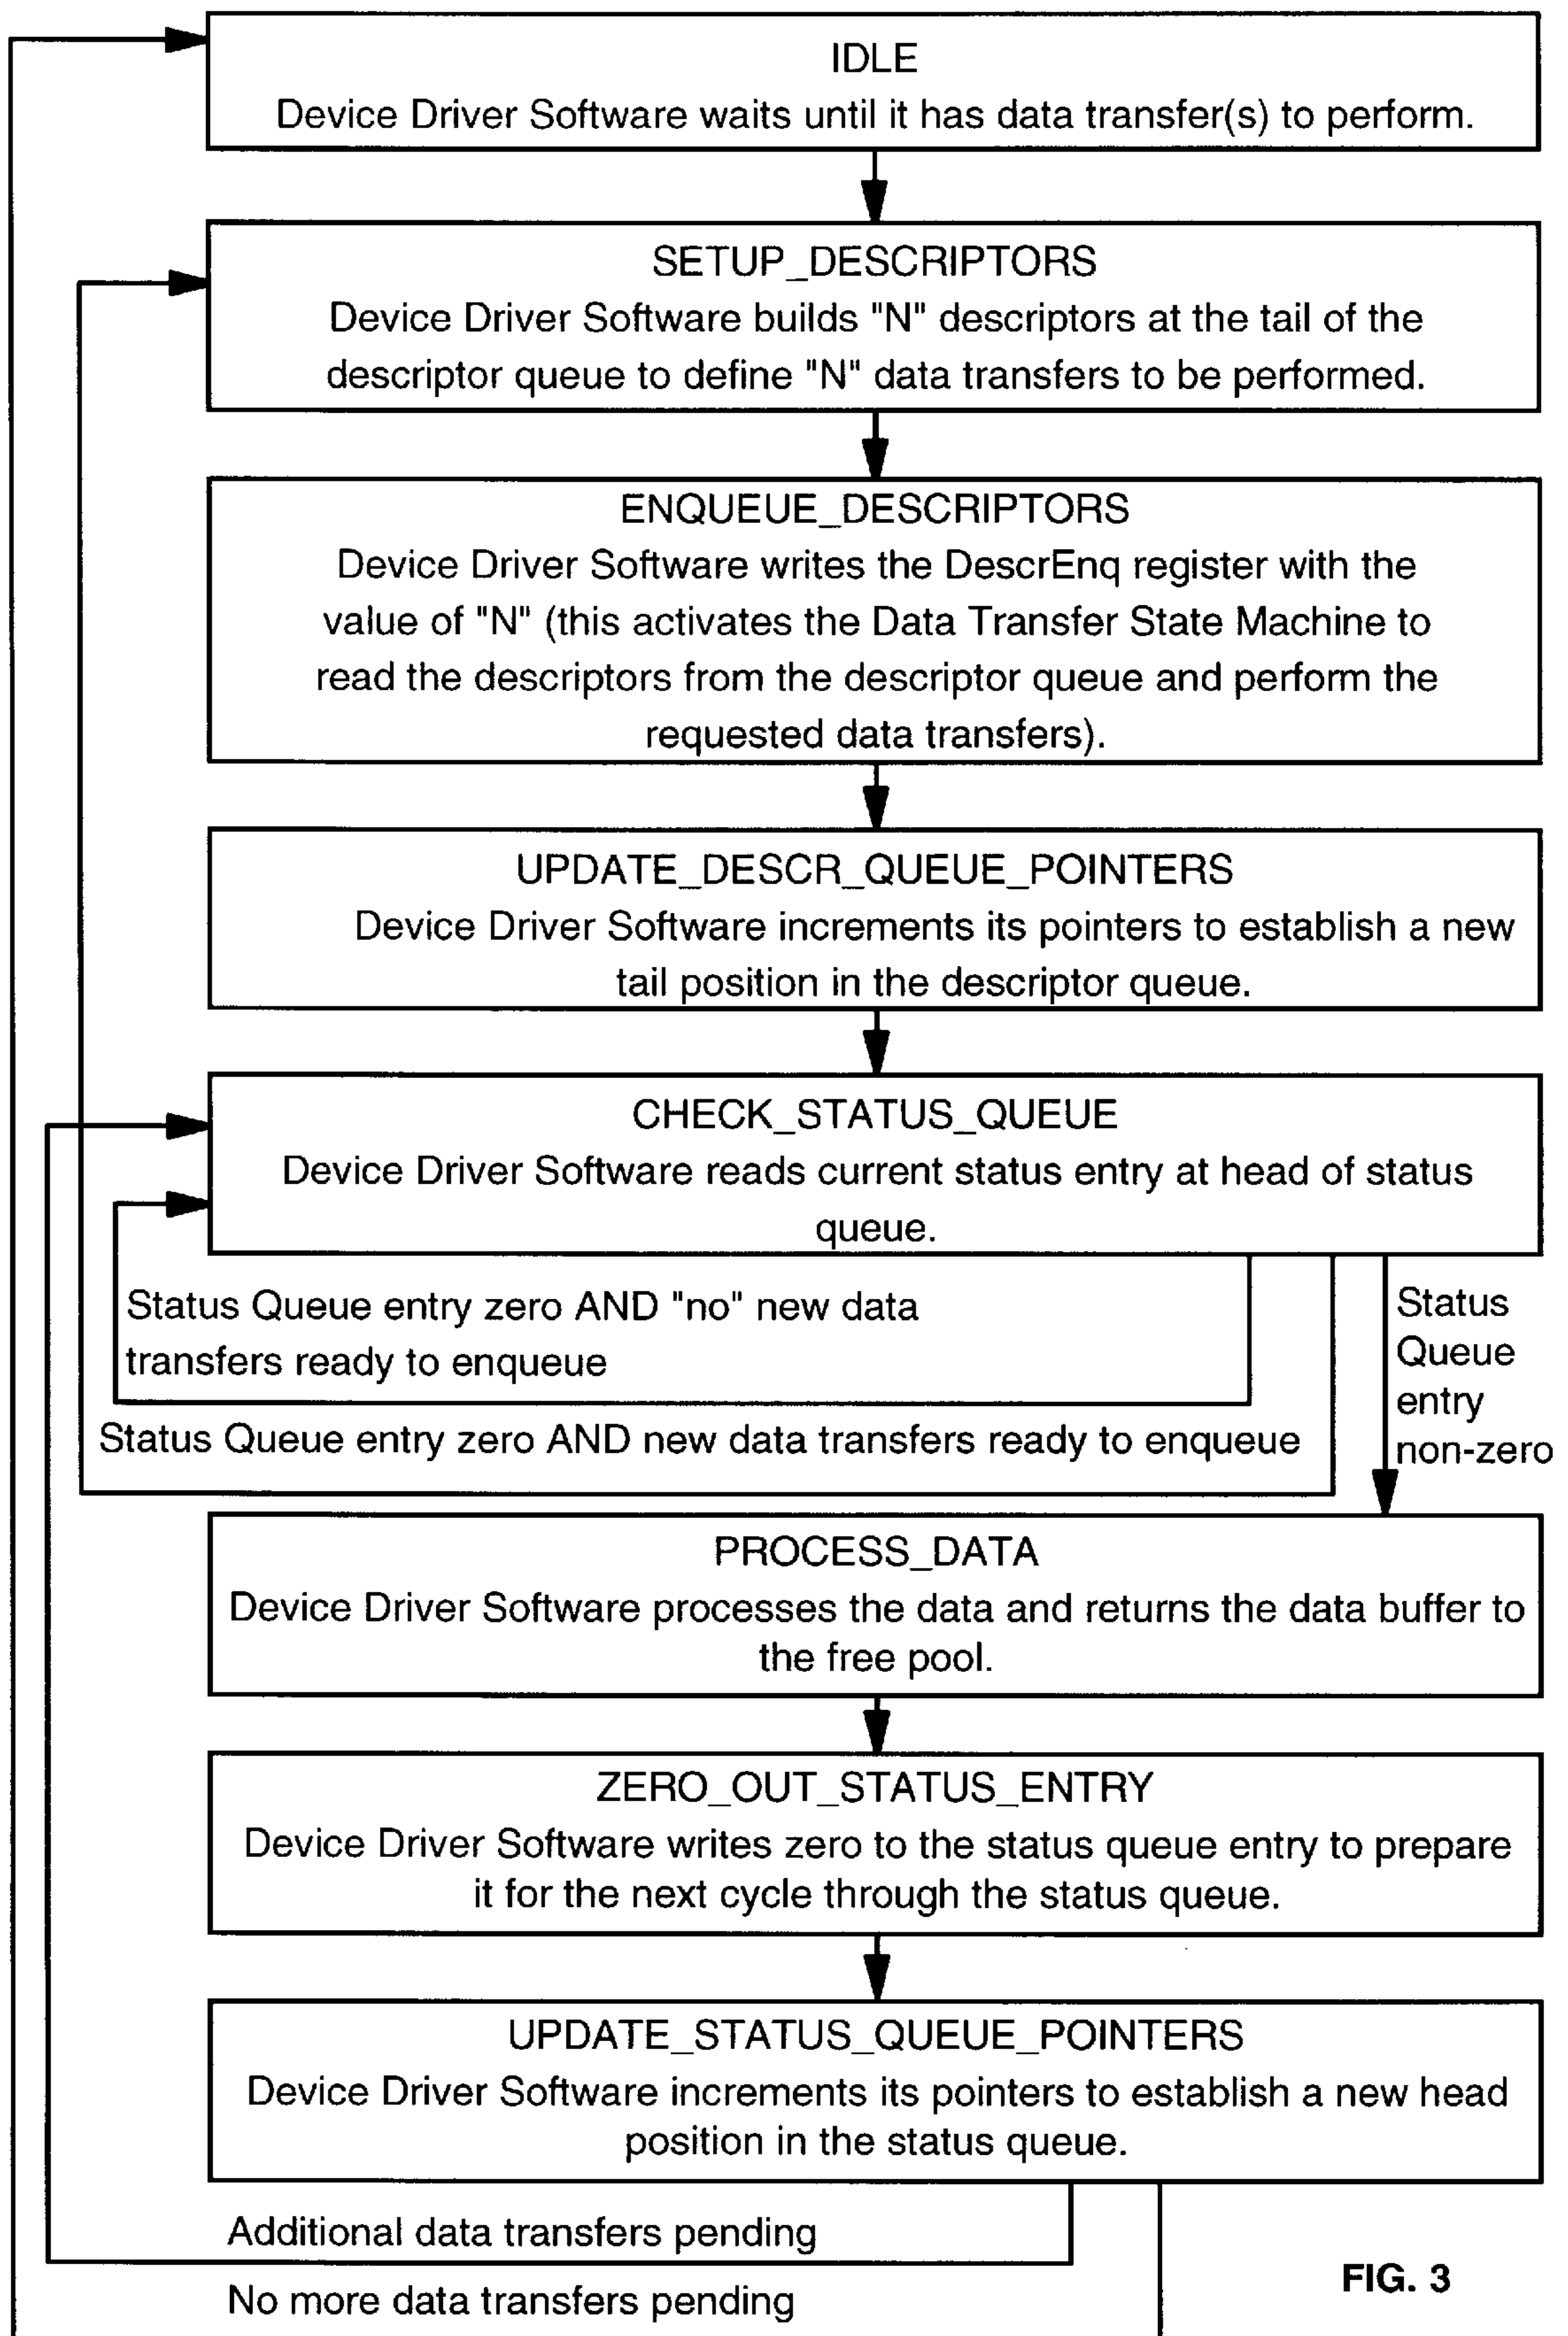 IDLE
Device Driver Software waits until it has data transfer(s) to perform.
SETUP_DESCRIPTORS
Device Driver Software builds "N" descriptors at the tail of the
descriptor queue to define "N" data transfers to be performed.
ENQUEUE_DESCRIPTORS
Device Driver Software writes the DescrEnq register with the
value of "N" (this activates the Data Transfer State Machine to
read the descriptors from the descriptor queue and perform the
requested data transfers).
UPDATE_DESCR_QUEUE_POINTERS
Device Driver Software increments its pointers to establish a new
tail position in the descriptor queue.
CHECK_STATUS_QUEUE
Device Driver Software reads current status entry at head of status
queue.
Status Queue entry zero AND "no" new data
transfers ready to enqueue
Status Queue entry zero AND new data transfers ready to enqueue
Status
Queue
entry
non-zero
PROCESS_DATA
Device Driver Software processes the data and returns the data buffer to
the free pool.
ZERO_OUT_STATUS_ENTRY
Device Driver Software writes zero to the status queue entry to prepare
it for the next cycle through the status queue.
UPDATE_STATUS_QUEUE_POINTERS
Device Driver Software increments its pointers to establish a new head
position in the status queue.
Additional data transfers pending
No more data transfers pending
FIG. 3